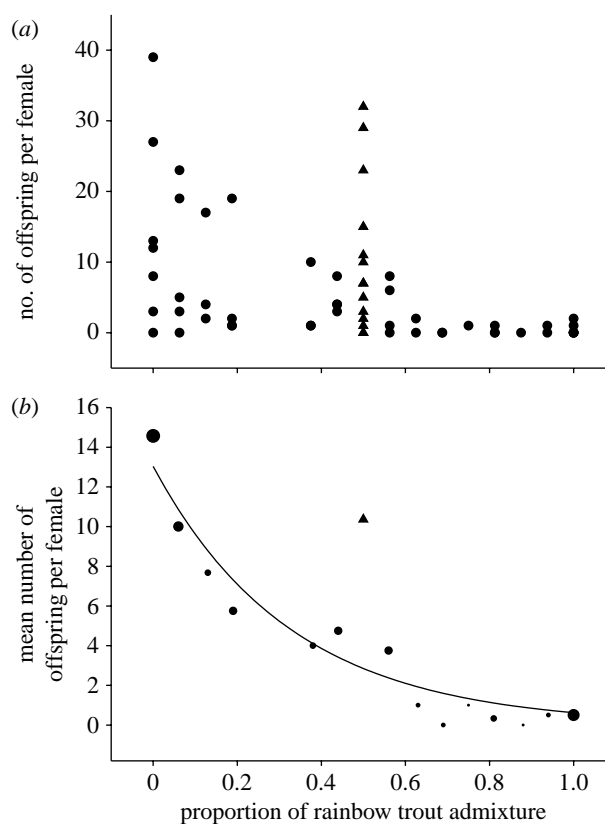 (a)
40
30
20
10
0
no. of offspring per female
(b)
16
14
12
10
8
6
4
2
0
mean number of
offspring per female
0 0.2 0.4 0.6 0.8 1.0
proportion of rainbow trout admixture